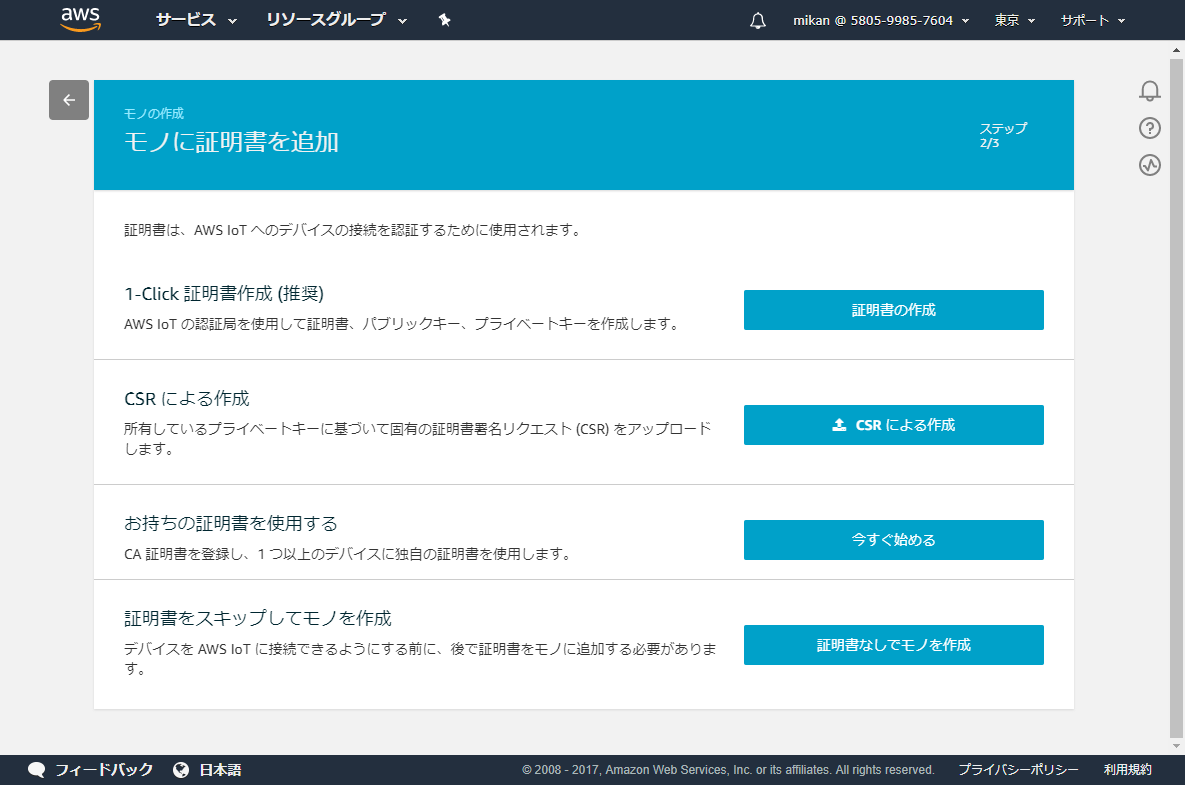 aws サービス リソースグループ mikan @ 5805-9985-7604 東京 サポート
モノの作成
モノに証明書を追加
ステップ
2/3
証明書は、AWS IoT へのデバイスの接続を認証するために使用されます。
1-Click 証明書作成 (推奨)
AWS IoT の認証局を使用して証明書、パブリックキー、プライベートキーを作成します。
証明書の作成
CSR による作成
所有しているプライベートキーに基づいて固有の証明書署名リクエスト (CSR) をアップロード
します。
CSR による作成
お持ちの証明書を使用する
CA 証明書を登録し、1 つ以上のデバイスに独自の証明書を使用します。
今すぐ始める
証明書をスキップしてモノを作成
デバイスを AWS IoT に接続できるようにする前に、後で証明書をモノに追加する必要がありま
す。
証明書なしでモノを作成
フィードバック 日本語 © 2008 - 2017, Amazon Web Services, Inc. or its affiliates. All rights reserved. プライバシーポリシー 利用規約